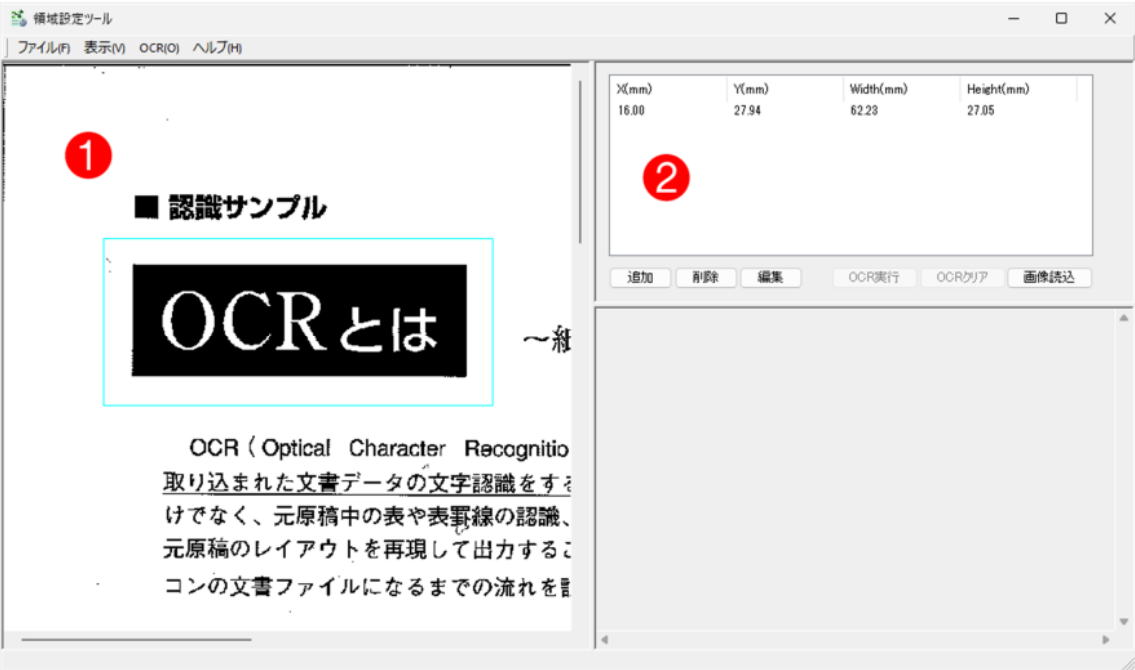 領域設定ツール
ファイル(F) 表示(V) OCR(O) ヘルプ(H)
1
■ 認識サンプル
OCRとは
～紙
OCR（Optical Character Recognitio
取り込まれた文書データの文字認識をする
けでなく、元原稿中の表や表罫線の認識、
元原稿のレイアウトを再現して出力するこ
コンの文書ファイルになるまでの流れを
X(mm) Y(mm) Width(mm) Height(mm)
16.00 27.94 62.23 27.05
2
追加 削除 編集 OCR実行 OCRクリア 画像読込